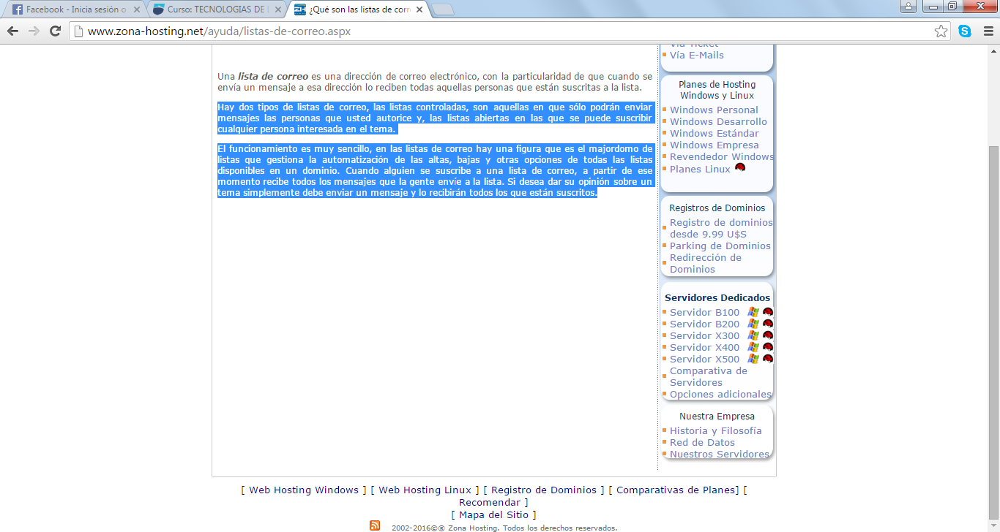 Facebook - Inicia sesión o
Curso: TECNOLOGIAS DE L
¿Qué son las listas de corr
www.zona-hosting.net/ayuda/listas-de-correo.aspx
Una lista de correo es una dirección de correo electrónico, con la particularidad de que cuando se
envía un mensaje a esa dirección lo reciben todas aquellas personas que están suscritas a la lista.
Hay dos tipos de listas de correo, las listas controladas, son aquellas en que sólo podrán enviar
mensajes las personas que usted autorice y, las listas abiertas en las que se puede suscribir
cualquier persona interesada en el tema.
El funcionamiento es muy sencillo, en las listas de correo hay una figura que es el majordomo de
listas que gestiona la automatización de las altas, bajas y otras opciones de todas las listas
disponibles en un dominio. Cuando alguien se suscribe a una lista de correo, a partir de ese
momento recibe todos los mensajes que la gente envíe a la lista. Si desea dar su opinión sobre un
tema simplemente debe enviar un mensaje y lo recibirán todos los que están suscritos.
Vía Ticket
Vía E-Mails
Planes de Hosting
Windows y Linux
Windows Personal
Windows Desarrollo
Windows Estándar
Windows Empresa
Revendedor Windows
Planes Linux
Registros de Dominios
Registro de dominios
desde 9.99 U$S
Parking de Dominios
Redirección de
Dominios
Servidores Dedicados
Servidor B100
Servidor B200
Servidor X300
Servidor X400
Servidor X500
Comparativa de
Servidores
Opciones adicionales
Nuestra Empresa
Historia y Filosofía
Red de Datos
Nuestros Servidores
[ Web Hosting Windows ] [ Web Hosting Linux ] [ Registro de Dominios ] [ Comparativas de Planes] [
Recomendar ]
[ Mapa del Sitio ]
2002-2016©® Zona Hosting. Todos los derechos reservados.